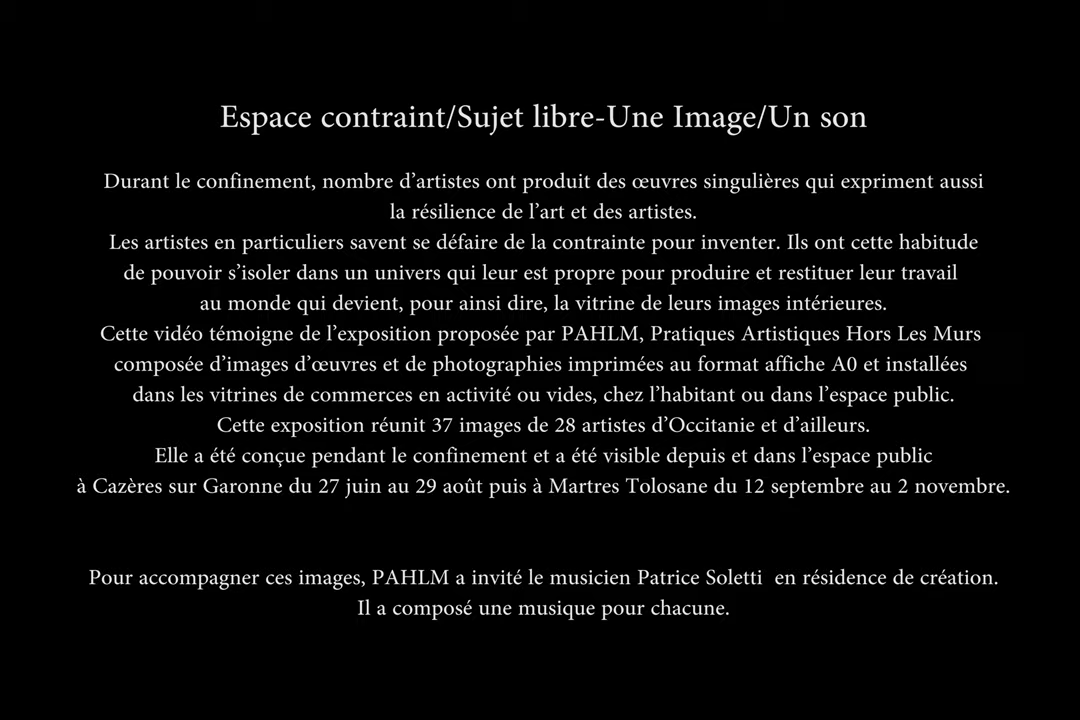 Espace contraint/Sujet libre-Une Image/Un son
Durant le confinement, nombre d’artistes ont produit des œuvres singulières qui expriment aussi
la résilience de l’art et des artistes.
Les artistes en particuliers savent se défaire de la contrainte pour inventer. Ils ont cette habitude
de pouvoir s’isoler dans un univers qui leur est propre pour produire et restituer leur travail
au monde qui devient, pour ainsi dire, la vitrine de leurs images intérieures.
Cette vidéo témoigne de l’exposition proposée par PAHLM, Pratiques Artistiques Hors Les Murs
composée d’images d’œuvres et de photographies imprimées au format affiche A0 et installées
dans les vitrines de commerces en activité ou vides, chez l’habitant ou dans l’espace public.
Cette exposition réunit 37 images de 28 artistes d’Occitanie et d’ailleurs.
Elle a été conçue pendant le confinement et a été visible depuis et dans l’espace public
à Cazères sur Garonne du 27 juin au 29 août puis à Martres Tolosane du 12 septembre au 2 novembre.
Pour accompagner ces images, PAHLM a invité le musicien Patrice Soletti en résidence de création.
Il a composé une musique pour chacune.